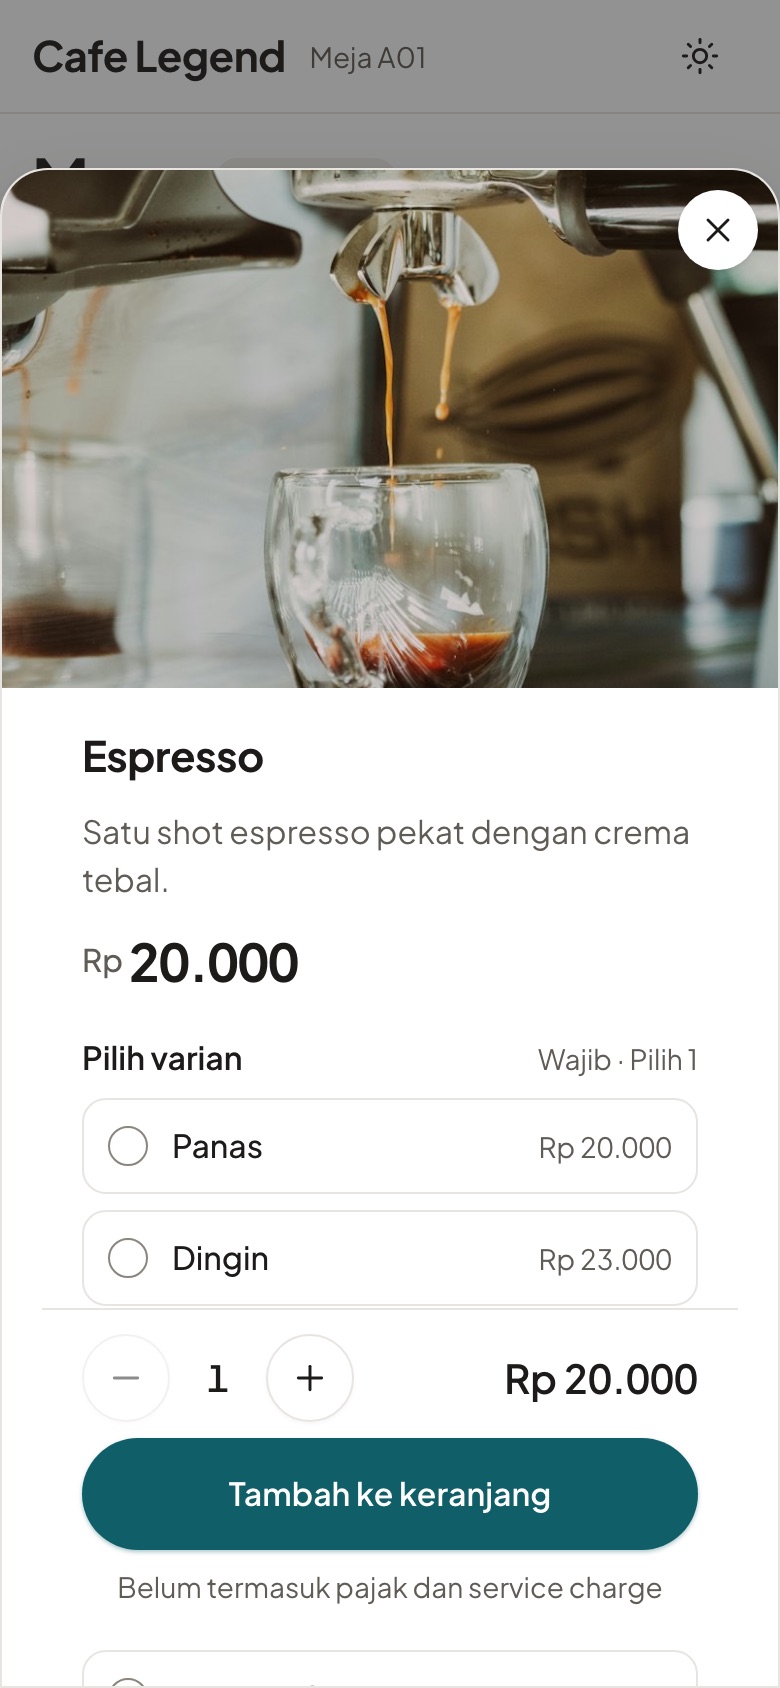 Cafe Legend Meja A01
Espresso
Satu shot espresso pekat dengan crema
tebal.
Rp 20.000
Pilih varian Wajib · Pilih 1
Panas Rp 20.000
Dingin Rp 23.000
1 Rp 20.000
Tambah ke keranjang
Belum termasuk pajak dan service charge